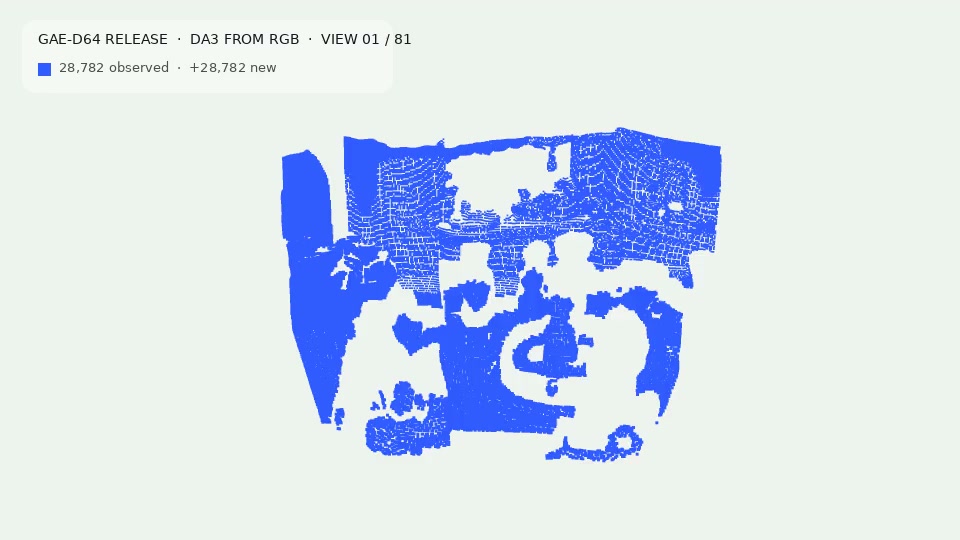 GAE-D64 RELEASE · DA3 FROM RGB · VIEW 01 / 81
28,782 observed · +28,782 new